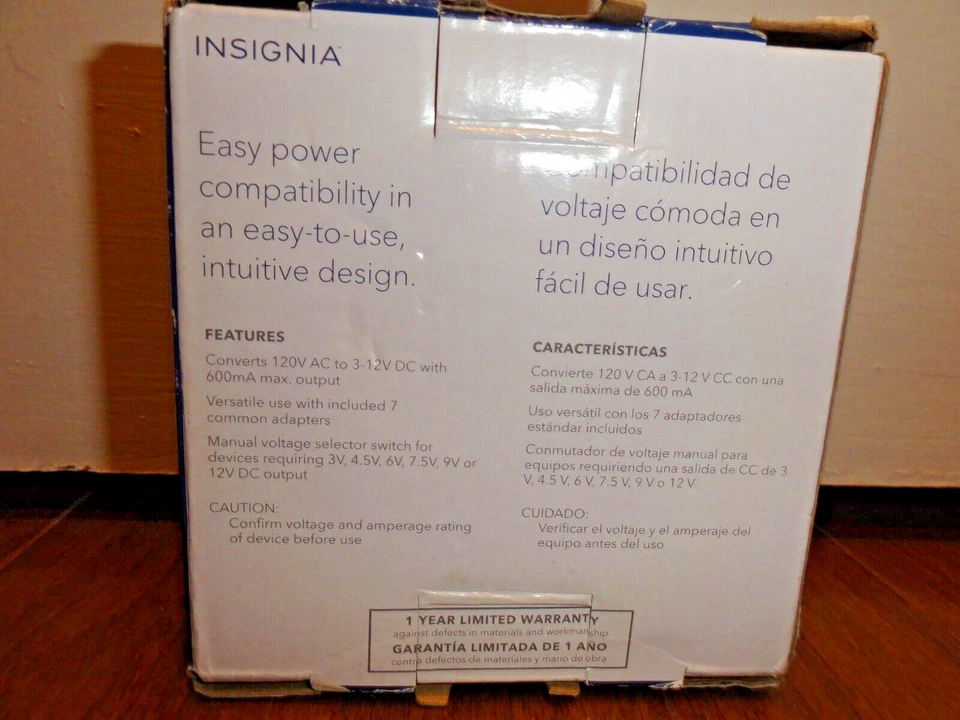 INSIGNIA™
Easy power
compatibility in
an easy-to-use,
intuitive design.
FEATURES
Converts 120V AC to 3-12V DC with
600mA max. output
Versatile use with included 7
common adapters
Manual voltage selector switch for
devices requiring 3V, 4.5V, 6V, 7.5V, 9V or
12V DC output
CAUTION:
Confirm voltage and amperage rating
of device before use
Compatibilidad de
voltaje cómoda en
un diseño intuitivo
fácil de usar.
CARACTERÍSTICAS
Convierte 120 V CA a 3-12 V CC con una
salida máxima de 600 mA
Uso versátil con los 7 adaptadores
estándar incluidos
Conmutador de voltaje manual para
equipos requiriendo una salida de CC de 3
V, 4.5 V, 6 V, 7.5 V, 9 V o 12 V
CUIDADO:
Verificar el voltaje y el amperaje del
equipo antes del uso
1 YEAR LIMITED WARRANTY
against defects in materials and workmanship
GARANTÍA LIMITADA DE 1 AÑO
contra defectos de materiales y mano de obra